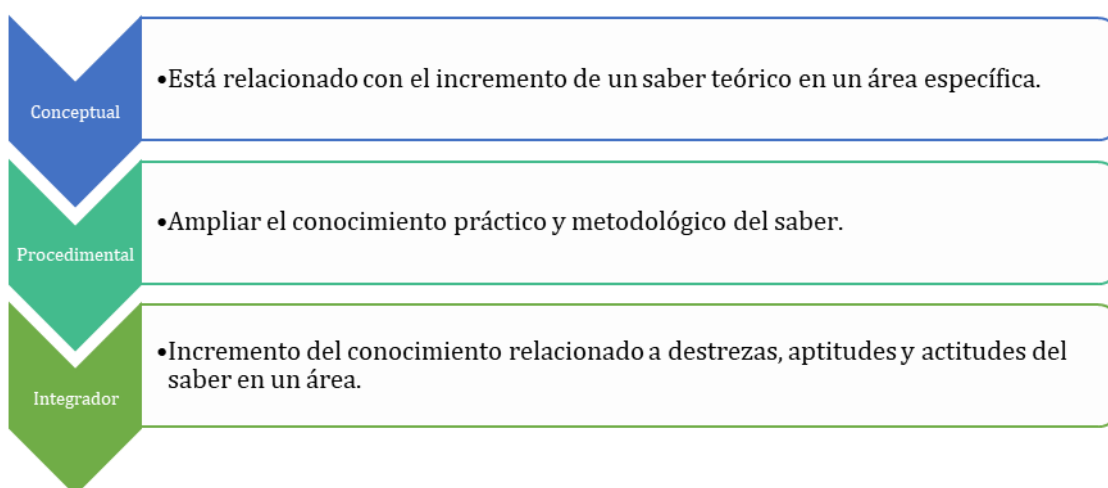 Conceptual
•Está relacionado con el incremento de un saber teórico en un área específica.
Procedimental
•Ampliar el conocimiento práctico y metodológico del saber.
Integrador
•Incremento del conocimiento relacionado a destrezas, aptitudes y actitudes del
saber en un área.